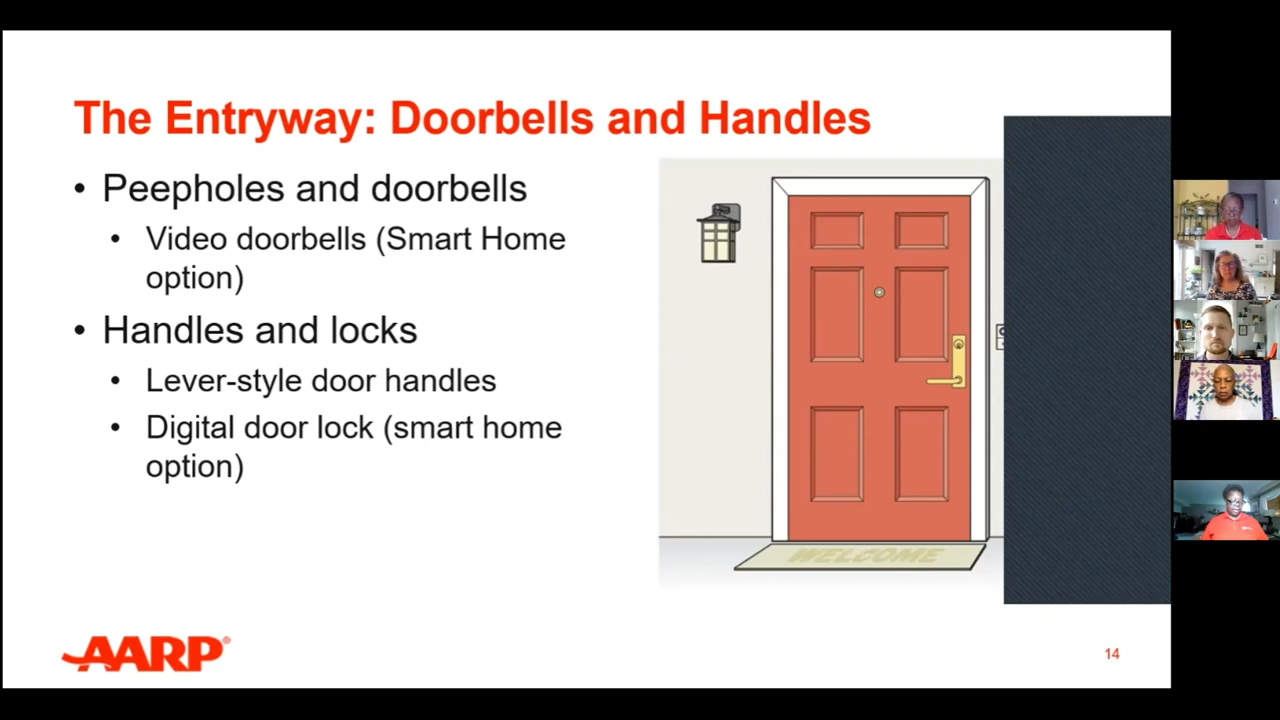 The Entryway: Doorbells and Handles
• Peepholes and doorbells
• Video doorbells (Smart Home
option)
• Handles and locks
• Lever-style door handles
• Digital door lock (smart home
option)
WELCOME
AARP®
14